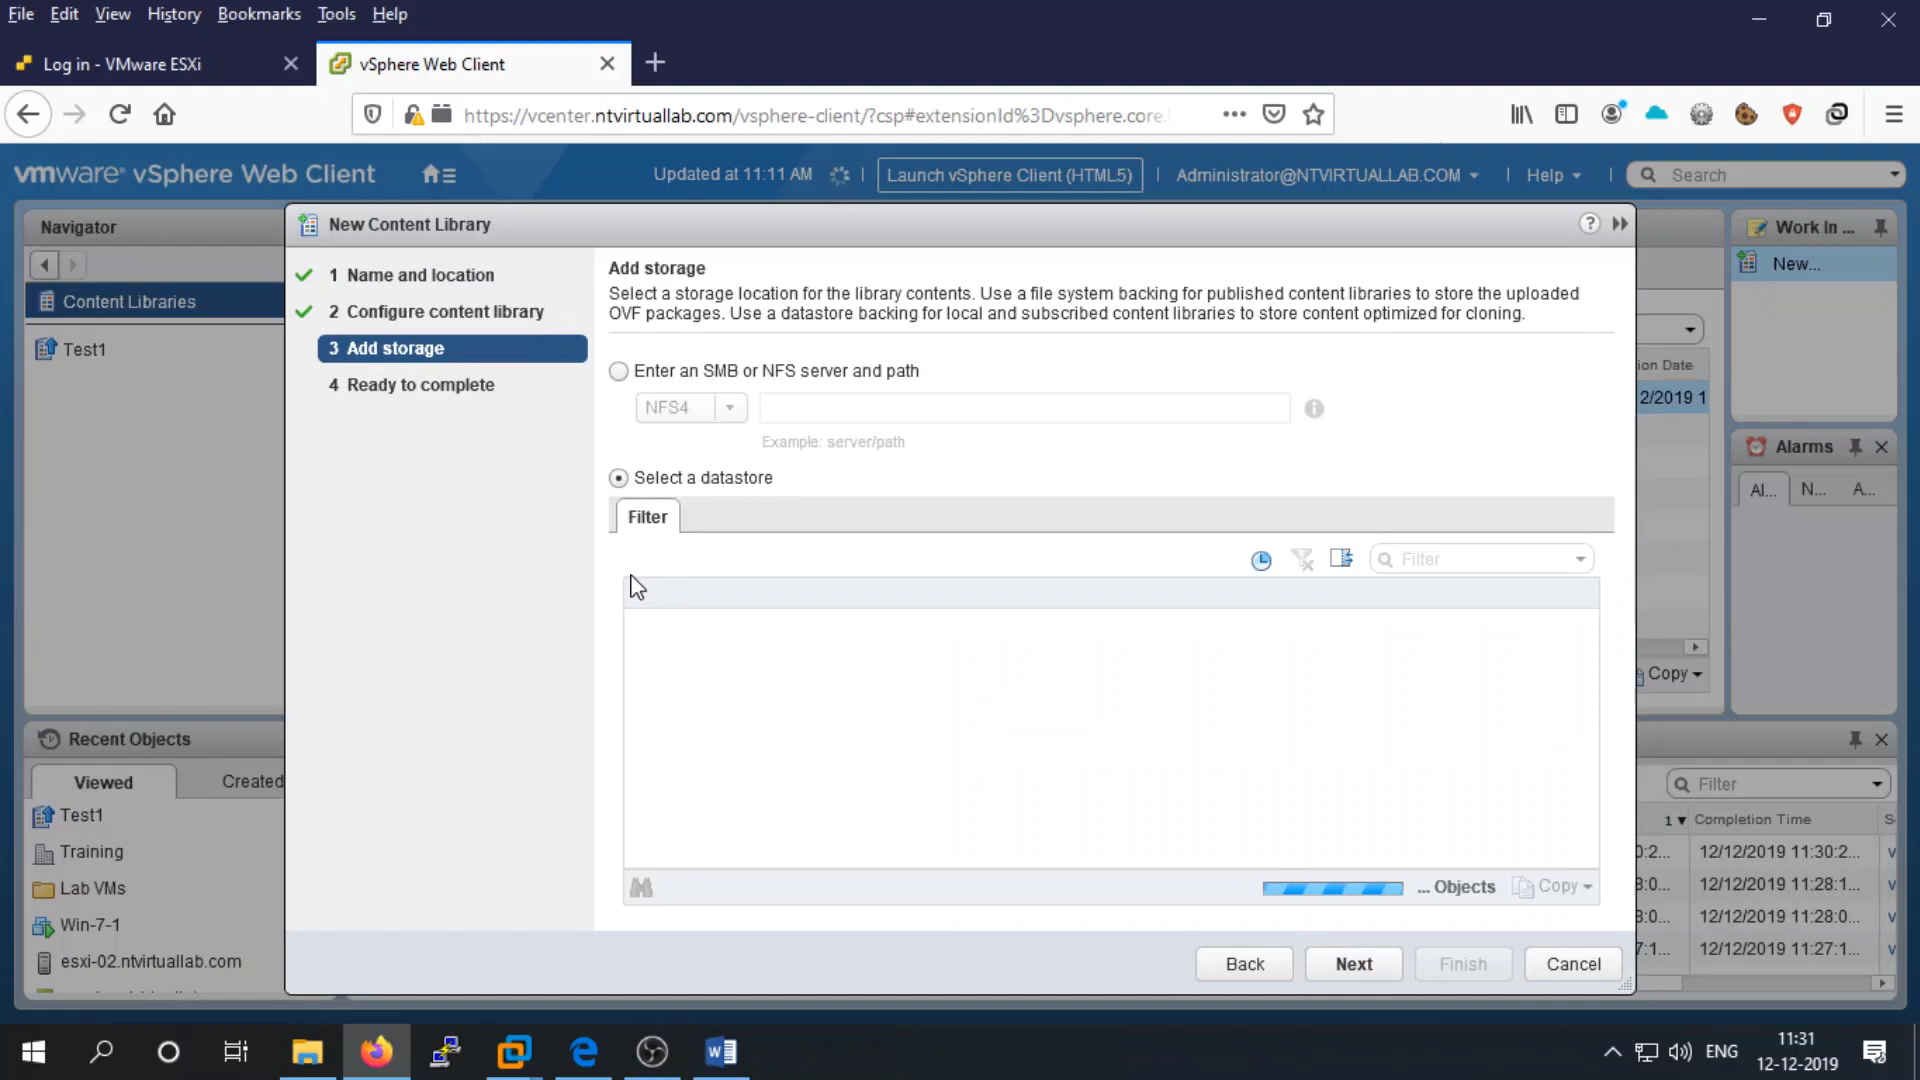 File Edit View History Bookmarks Tools Help
Log in - VMware ESXi
vSphere Web Client
https://vcenter.ntvirtuallab.com/vsphere-client/?csp#extensionId%3Dvsphere.core.
vmware® vSphere Web Client
Updated at 11:11 AM
Launch vSphere Client (HTML5)
Administrator@NTVIRTUALLAB.COM
Help
Search
Navigator
Content Libraries
Test1
New Content Library
1 Name and location
2 Configure content library
3 Add storage
4 Ready to complete
Add storage
Select a storage location for the library contents. Use a file system backing for published content libraries to store the uploaded
OVF packages. Use a datastore backing for local and subscribed content libraries to store content optimized for cloning.
Enter an SMB or NFS server and path
NFS4
Example: server/path
Select a datastore
Filter
Filter
... Objects
Copy
Back
Next
Finish
Cancel
ion Date
2/2019 1
Copy
Work In ...
New...
Alarms
Al... N... A...
Recent Objects
Viewed
Created
Test1
Training
Lab VMs
Win-7-1
esxi-02.ntvirtuallab.com
Filter
1 Completion Time S
0:2... 12/12/2019 11:30:2... v
8:0... 12/12/2019 11:28:1... v
8:0... 12/12/2019 11:28:0... v
7:1... 12/12/2019 11:27:1... v
ENG
11:31
12-12-2019